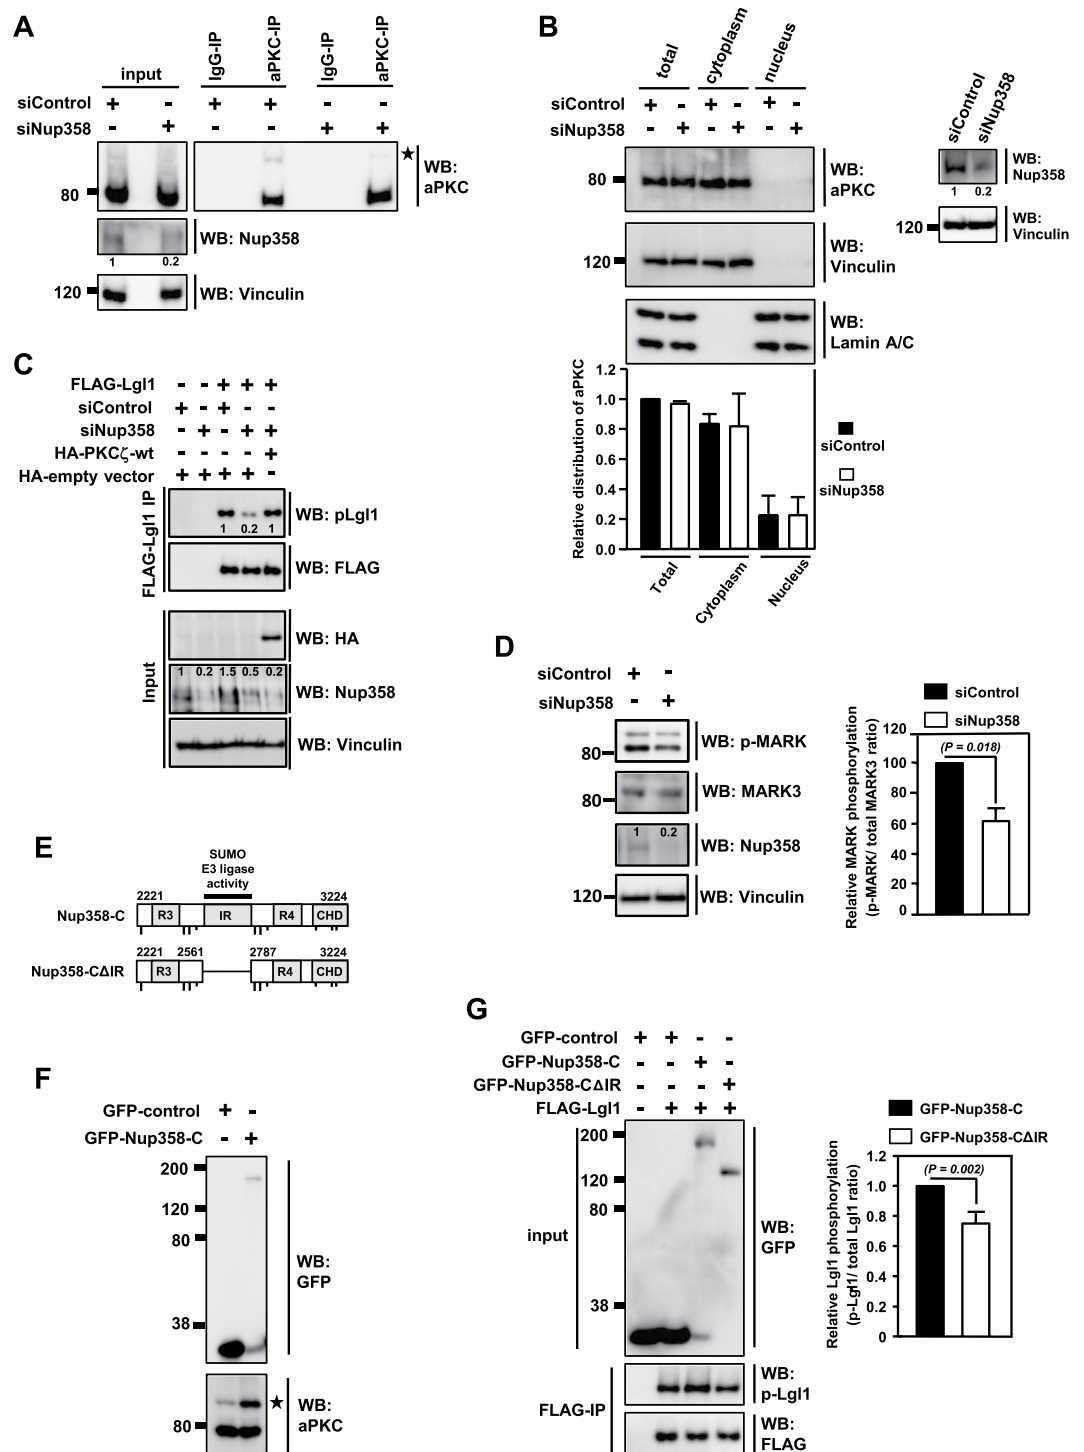 A
input
IgG-IP
aPKC-IP
IgG-IP
aPKC-IP
siControl + - + + - -
siNup358 - + - - + +
★
80
WB: aPKC
WB: Nup358
1 0.2
120
WB: Vinculin
B
total
cytoplasm
nucleus
siControl + - + - + -
siNup358 - + - + - +
80
WB: aPKC
120
WB: Vinculin
WB: Lamin A/C
siControl
siNup358
WB: Nup358
1 0.2
120
WB: Vinculin
Relative distribution of aPKC
1.2
1.0
0.8
0.6
0.4
0.2
0.0
Total
Cytoplasm
Nucleus
siControl
siNup358
C
FLAG-Lgl1 - - + + +
siControl + - + - -
siNup358 - + - + +
HA-PKCζ-wt - - - - +
HA-empty vector + + + + -
FLAG-Lgl1 IP
WB: pLgl1
1 0.2 1
WB: FLAG
Input
WB: HA
1 0.2 1.5 0.5 0.2
WB: Nup358
WB: Vinculin
D
siControl + -
siNup358 - +
80
WB: p-MARK
80
WB: MARK3
1 0.2
WB: Nup358
120
WB: Vinculin
siControl
siNup358
Relative MARK phosphorylation
(p-MARK/ total MARK3 ratio)
120
100
80
60
40
20
0
(P = 0.018)
E
SUMO
E3 ligase
activity
2221 3224
Nup358-C R3 IR R4 CHD
2221 2561 2787 3224
Nup358-CΔIR R3 R4 CHD
F
GFP-control + -
GFP-Nup358-C - +
200
120
80
38
WB:
GFP
★
80
WB:
aPKC
G
GFP-control + + - -
GFP-Nup358-C - - + -
GFP-Nup358-CΔIR - - - +
FLAG-Lgl1 - + + +
200
120
80
38
input
WB:
GFP
FLAG-IP
WB:
p-Lgl1
WB:
FLAG
GFP-Nup358-C
GFP-Nup358-CΔIR
Relative Lgl1 phosphorylation
(p-Lgl1/ total Lgl1 ratio)
1.2
1.0
0.8
0.6
0.4
0.2
0
(P = 0.002)